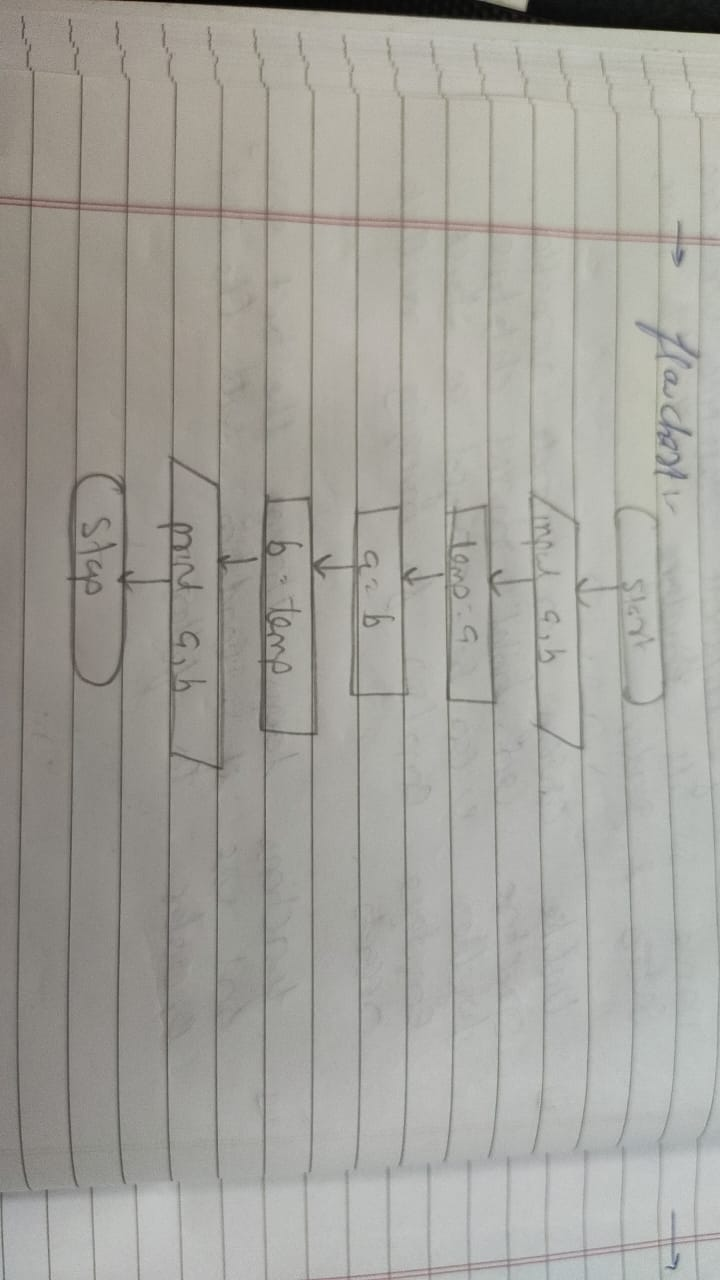 → flowchart :-
Start
input a, b
temp = a
a = b
b = temp
print a, b
Stop